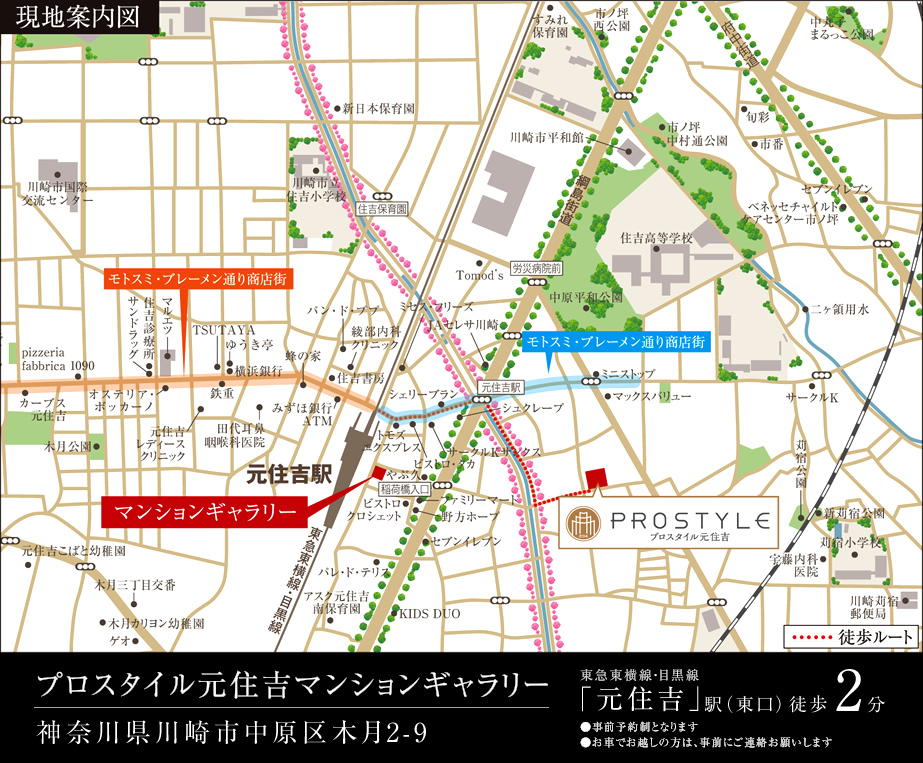 現地案内図
すみれ
保育園
市ノ坪
西公園
府中街道
中丸子
まるっこ公園
新日本保育園
旬彩
川崎市平和館
市ノ坪
中村通公園
市番
川崎市国際
交流センター
川崎市立
住吉小学校
住吉保育園
綱島街道
セブンイレブン
ベネッセチャイルド
ケアセンター市ノ坪
住吉高等学校
Tomod's
労災病院前
中原平和公園
二ヶ領用水
モトスミ・ブレーメン通り商店街
パン・ド・ププ
ミセスフリーズ
JAセレサ川崎
モトスミ・ブレーメン通り商店街
サンドラッグ
住吉診療所
マルエツ
TSUTAYA
ゆうき亭
綾部内科
クリニック
pizzeria
fabbrica 1090
横浜銀行
蜂の家
住吉書房
元住吉駅
ミニストップ
マックスバリュー
サークルK
カーブス
元住吉
オステリア・
ボッカーノ
鉄重
みずほ銀行
ATM
シェリーブラン
シュクレーブ
木月公園
元住吉
レディース
クリニック
田代耳鼻
咽喉科医院
トモズ
エクスプレス
サークルKサンクス
ビストロ・タカ
苅宿公園
元住吉駅
やぶ久
稲荷橋入口
マンションギャラリー
ビストロ
クロシェット
ファミリーマート
野方ホープ
PROSTYLE
プロスタイル元住吉
新苅宿公園
苅宿小学校
東急東横線・目黒線
セブンイレブン
元住吉こばと幼稚園
宝藤内科
医院
パレ・ド・テリア
木月三丁目交番
アスク元住吉
南保育園
KIDS DUO
川崎苅宿
郵便局
木月カリヨン幼稚園
ゲオ
徒歩ルート
プロスタイル元住吉マンションギャラリー
神奈川県川崎市中原区木月2-9
東急東横線・目黒線
「元住吉」駅（東口）徒歩2分
●事前予約制となります
●お車でお越しの方は、事前にご連絡お願いします